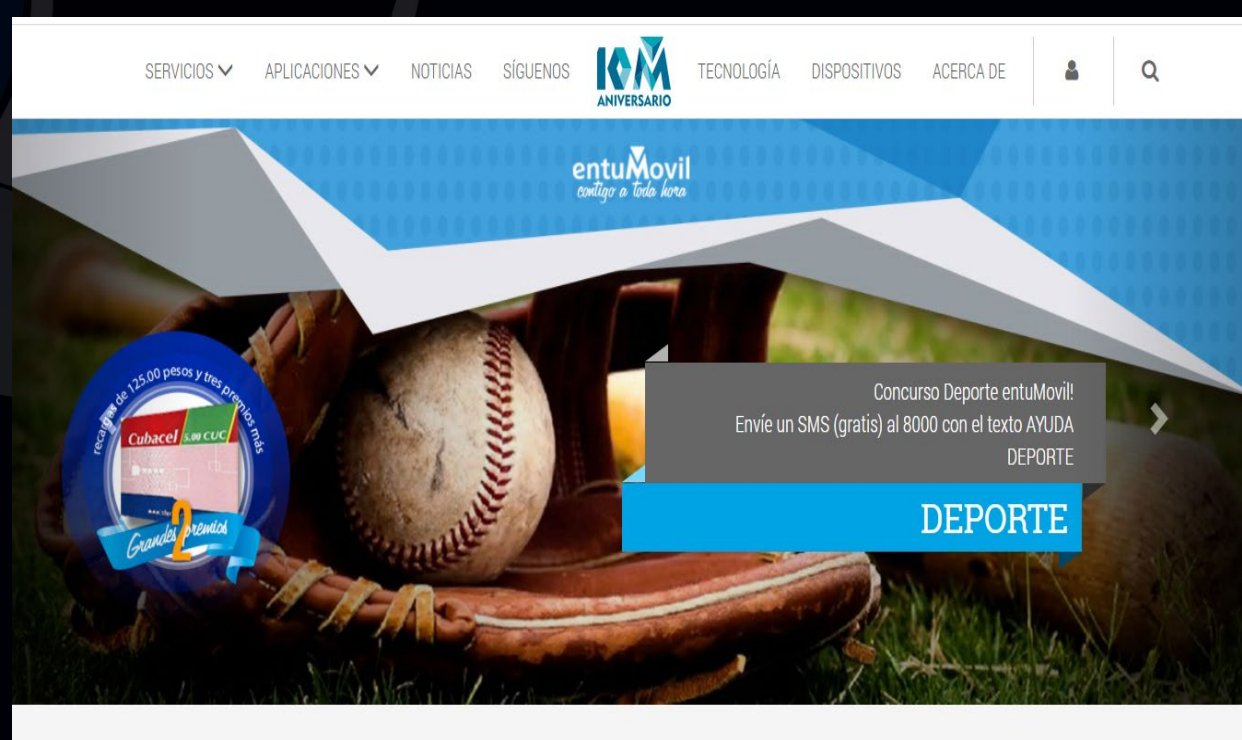 SERVICIOS
APLICACIONES
NOTICIAS
SÍGUENOS
10M
ANIVERSARIO
TECNOLOGÍA
DISPOSITIVOS
ACERCA DE
entuMovil
contigo a toda hora
recargas de 125.00 pesos y tres premios más
Cubacel 5.00 CUC
2
Grandes premios
Concurso Deporte entuMovil!
Envíe un SMS (gratis) al 8000 con el texto AYUDA
DEPORTE
DEPORTE